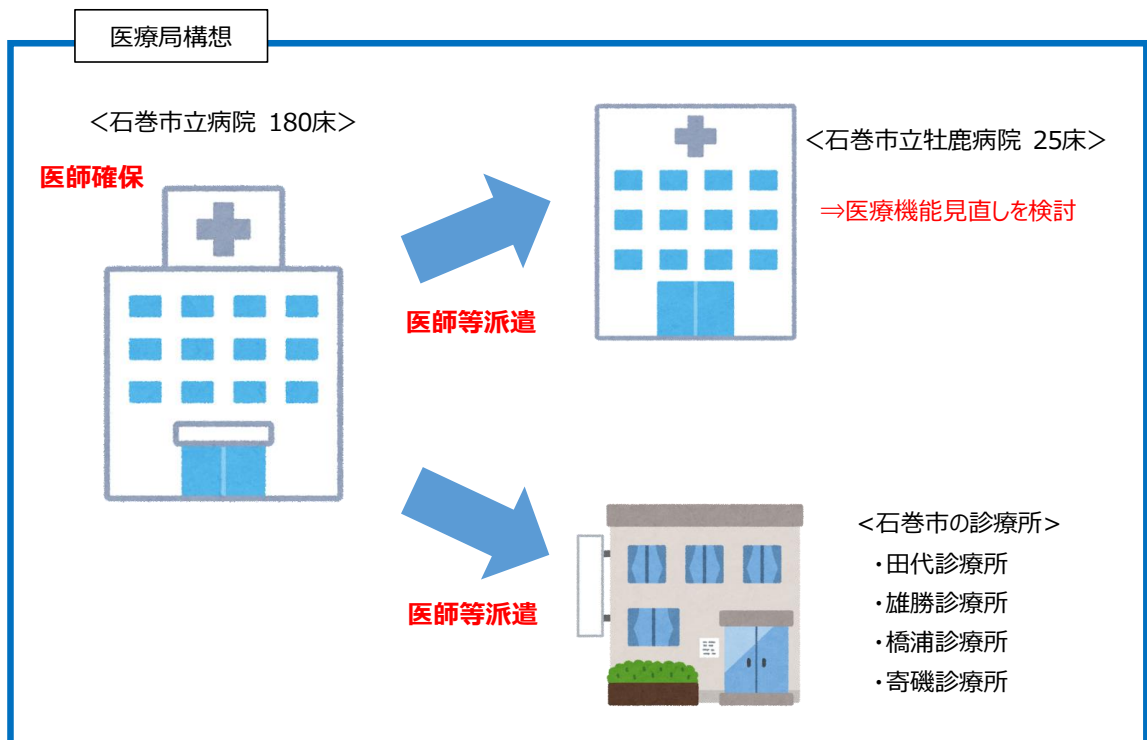 医療局構想
＜石巻市立病院 180床＞
医師確保
＜石巻市立牡鹿病院 25床＞
⇒医療機能見直しを検討
医師等派遣
医師等派遣
<石巻市の診療所>
・田代診療所
・雄勝診療所
・橋浦診療所
・寄磯診療所